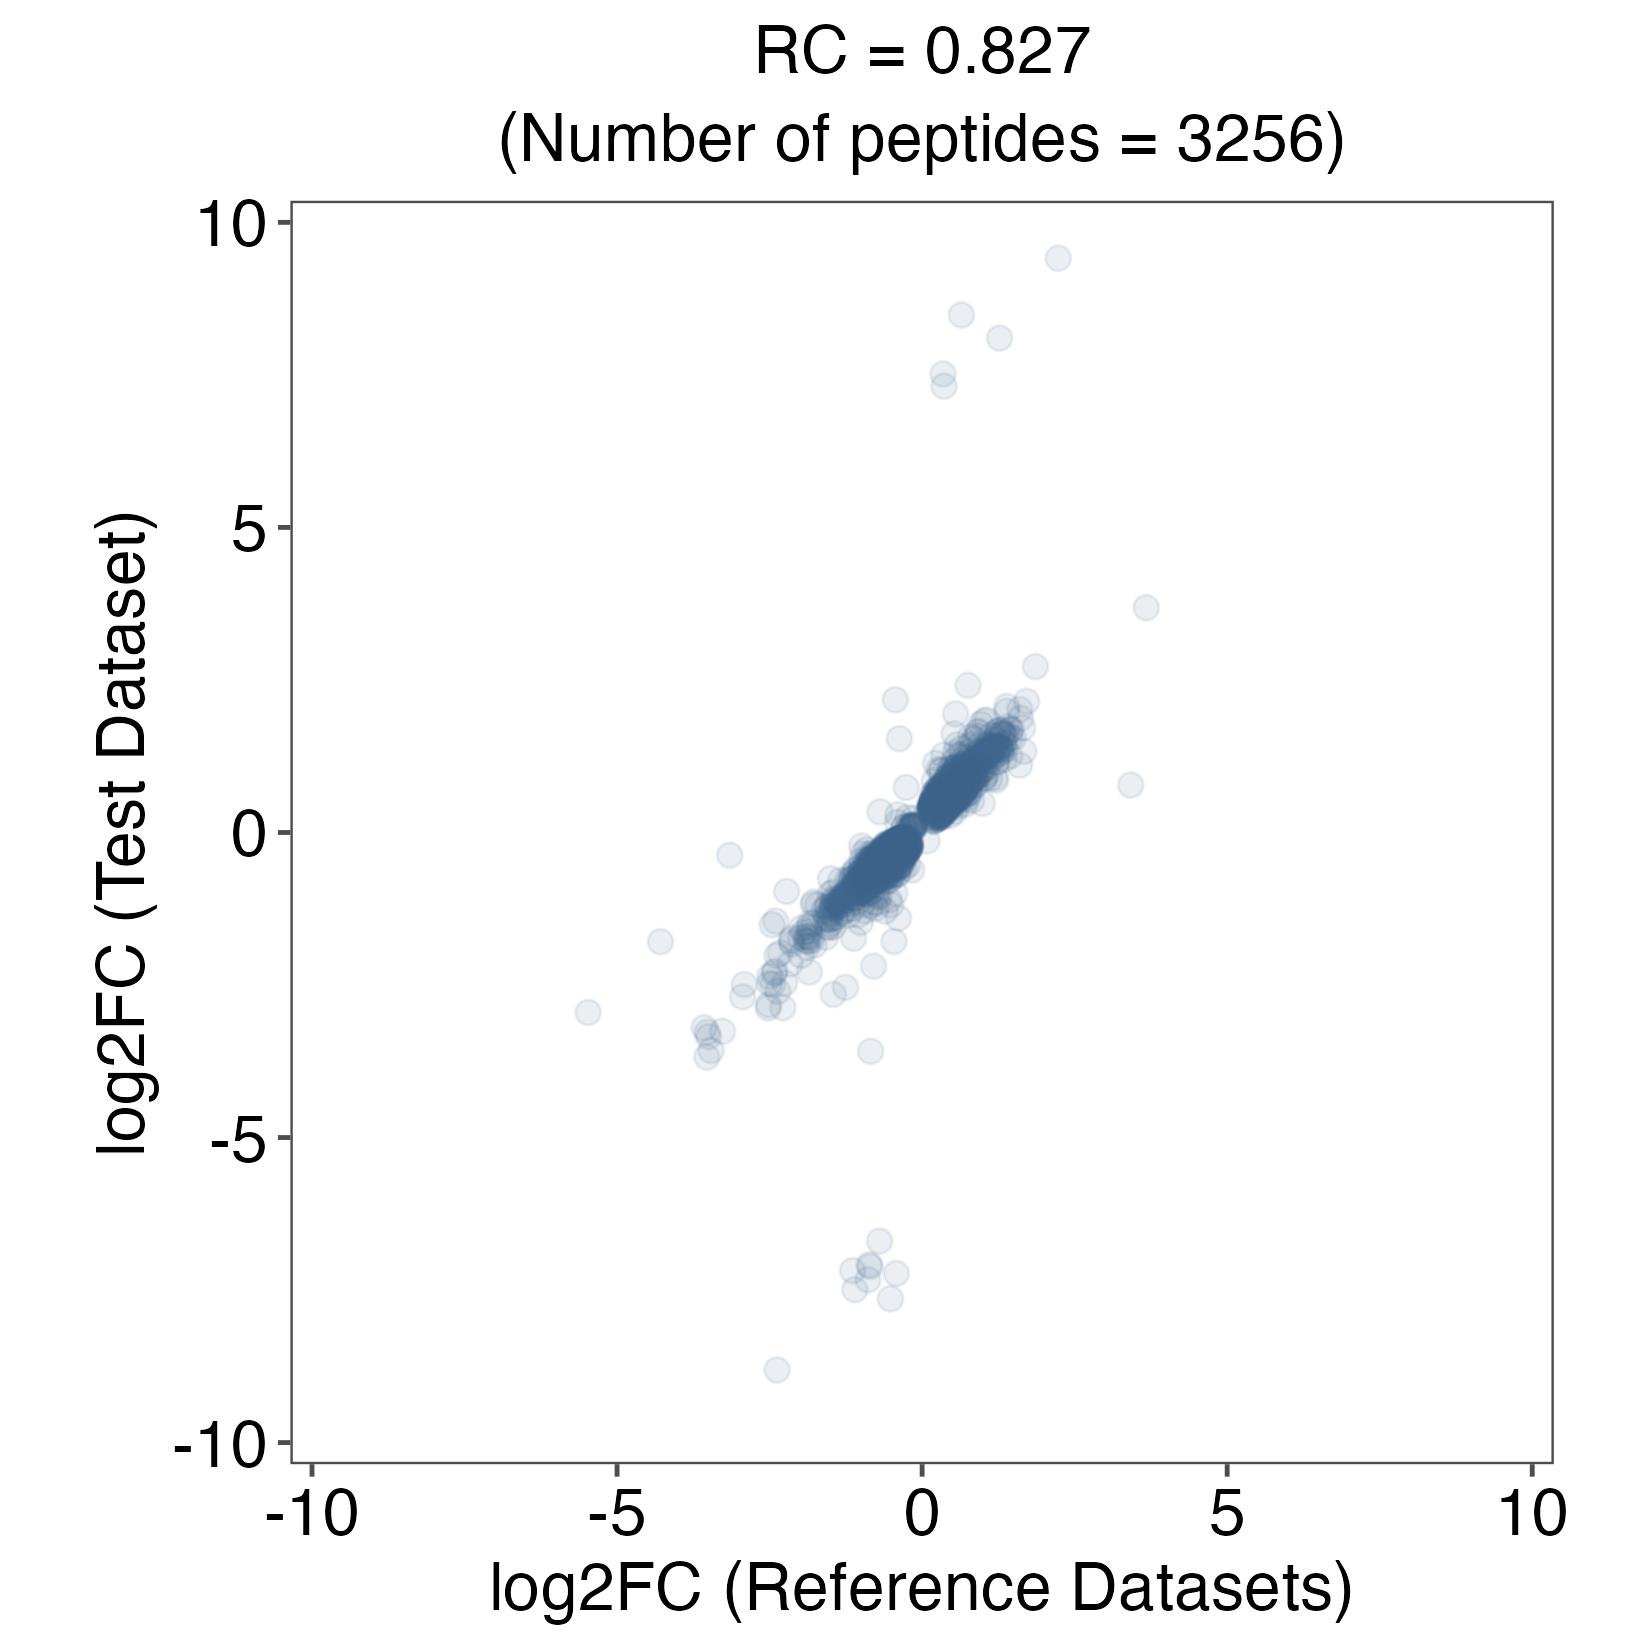 RC = 0.827
(Number of peptides = 3256)
10
5
0
-5
-10
log2FC (Test Dataset)
-10
-5
0
5
10
log2FC (Reference Datasets)